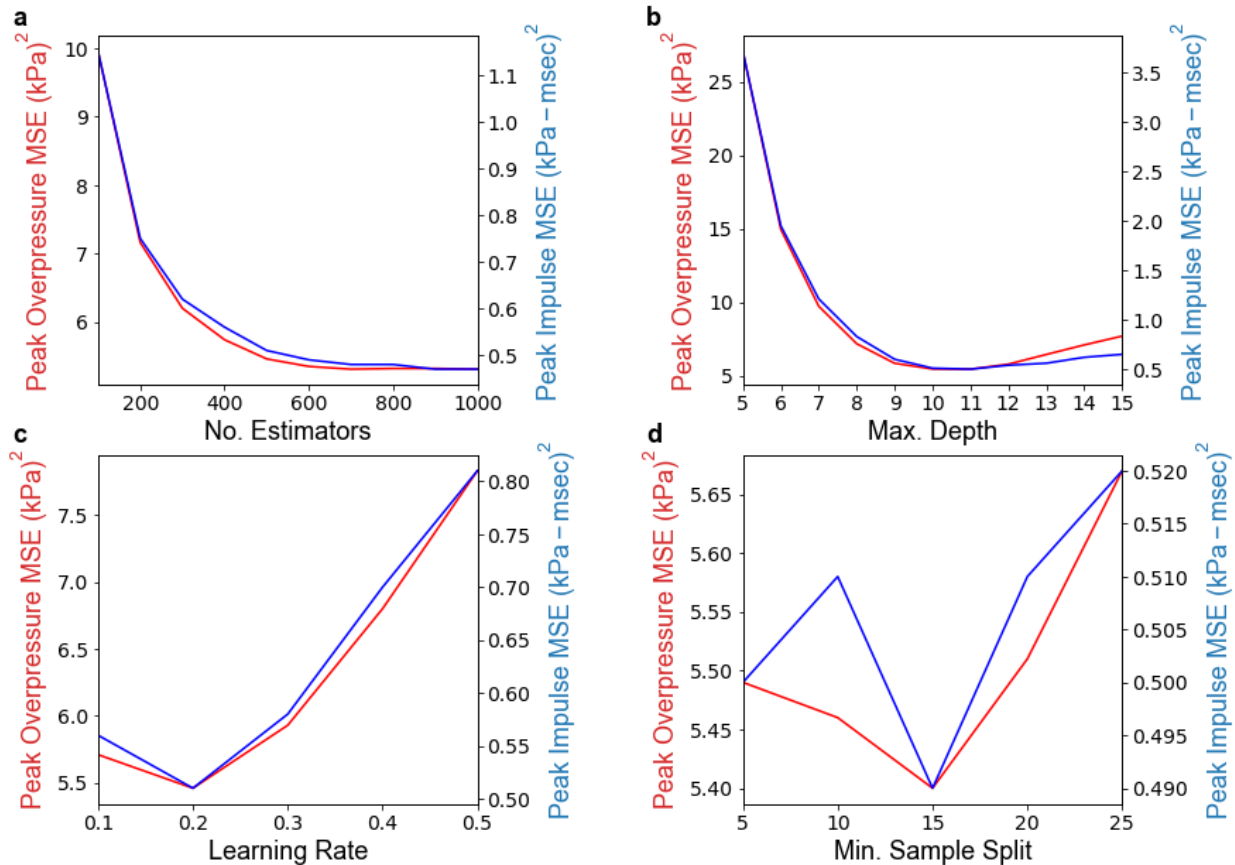 a
Peak Overpressure MSE (kPa)²
10
9
8
7
6
1.1
1.0
0.9
0.8
0.7
0.6
0.5
Peak Impulse MSE (kPa−msec)²
200 400 600 800 1000
No. Estimators
b
Peak Overpressure MSE (kPa)²
25
20
15
10
5
3.5
3.0
2.5
2.0
1.5
1.0
0.5
Peak Impulse MSE (kPa−msec)²
5 6 7 8 9 10 11 12 13 14 15
Max. Depth
c
Peak Overpressure MSE (kPa)²
7.5
7.0
6.5
6.0
5.5
0.80
0.75
0.70
0.65
0.60
0.55
0.50
Peak Impulse MSE (kPa−msec)²
0.1 0.2 0.3 0.4 0.5
Learning Rate
d
Peak Overpressure MSE (kPa)²
5.65
5.60
5.55
5.50
5.45
5.40
0.520
0.515
0.510
0.505
0.500
0.495
0.490
Peak Impulse MSE (kPa−msec)²
5 10 15 20 25
Min. Sample Split